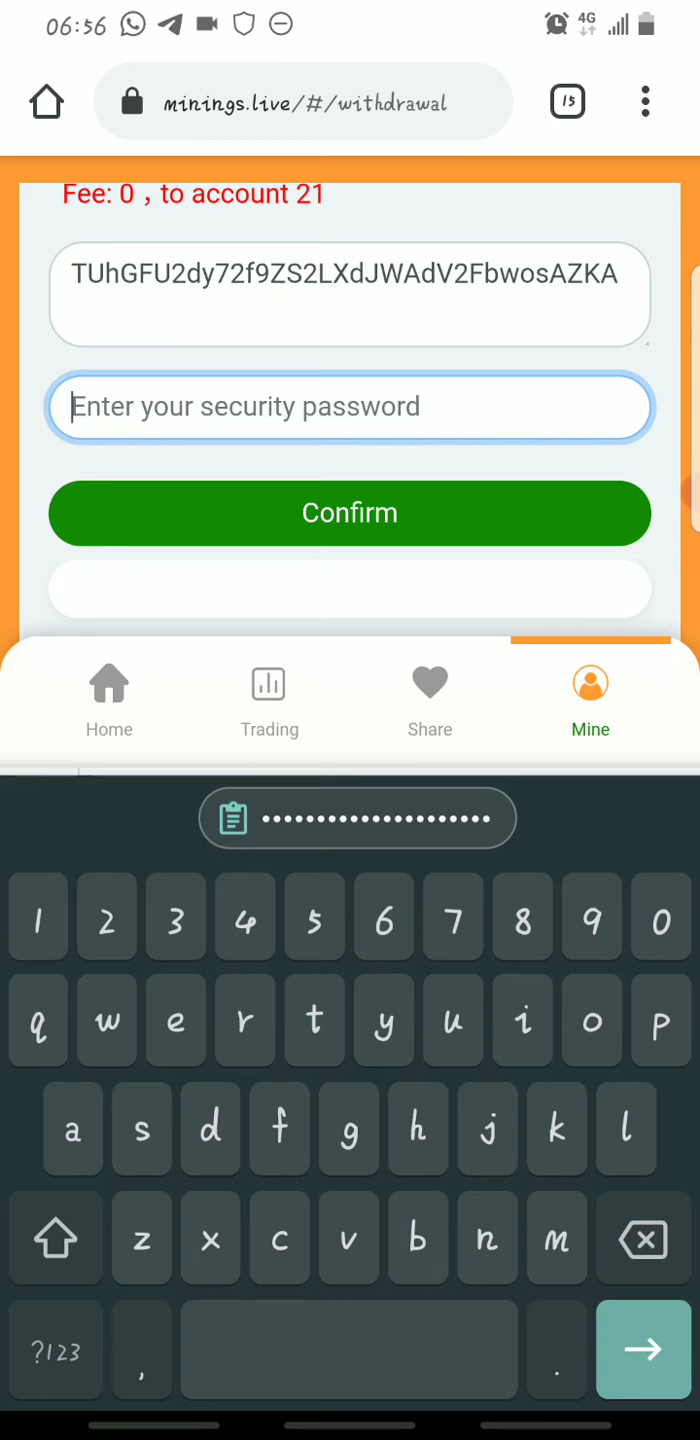 06:56
4G
minings.live/#/withdrawal
15
Fee: 0 , to account 21
TUhGFU2dy72f9ZS2LXdJWAdV2FbwosAZKA
Enter your security password
Confirm
Home Trading Share Mine
1 2 3 4 5 6 7 8 9 0
q w e r t y u i o p
a s d f g h j k l
z x c v b n m
?123 , .